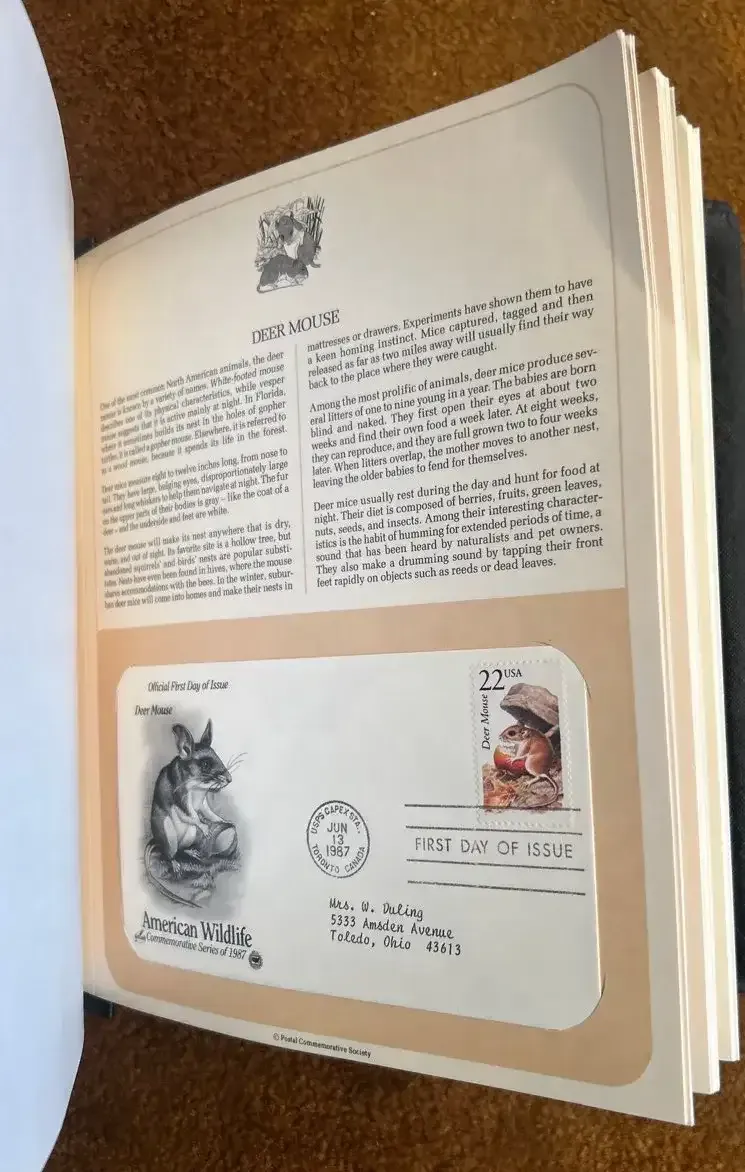 DEER MOUSE
One of the most common North American animals, the deer
mouse is known by a variety of names. White-footed mouse
describes one of its physical characteristics, while vesper
mouse suggests that it is active mainly at night. In Florida,
where it sometimes builds its nest in the holes of gopher
turtles, it is called a gopher mouse. Elsewhere, it is referred to
as a wood mouse, because it spends its life in the forest.
Deer mice measure eight to twelve inches long, from nose to
tail. They have large, bulging eyes, disproportionately large
ears and long whiskers to help them navigate at night. The fur
on the upper parts of their bodies is gray – like the coat of a
deer – and the underside and feet are white.
The deer mouse will make its nest anywhere that is dry,
warm, and out of sight. Its favorite site is a hollow tree, but
abandoned squirrels' and birds' nests are popular substi-
tutes. Nests have even been found in hives, where the mouse
shares accommodations with the bees. In the winter, subur-
ban deer mice will come into homes and make their nests in
mattresses or drawers. Experiments have shown them to have
a keen homing instinct. Mice captured, tagged and then
released as far as two miles away will usually find their way
back to the place where they were caught.
Among the most prolific of animals, deer mice produce sev-
eral litters of one to nine young in a year. The babies are born
blind and naked. They first open their eyes at about two
weeks and find their own food a week later. At eight weeks,
they can reproduce, and they are full grown two to four weeks
later. When litters overlap, the mother moves to another nest,
leaving the older babies to fend for themselves.
Deer mice usually rest during the day and hunt for food at
night. Their diet is composed of berries, fruits, green leaves,
nuts, seeds, and insects. Among their interesting character-
istics is the habit of humming for extended periods of time, a
sound that has been heard by naturalists and pet owners.
They also make a drumming sound by tapping their front
feet rapidly on objects such as reeds or dead leaves.
Official First Day of Issue
Deer Mouse
22 USA
Deer Mouse
USPS CAPEX STA.
JUN
13
1987
TORONTO CANADA
FIRST DAY OF ISSUE
Mrs. W. Duling
5333 Amsden Avenue
Toledo, Ohio 43613
American Wildlife
Commemorative Series of 1987
© Postal Commemorative Society